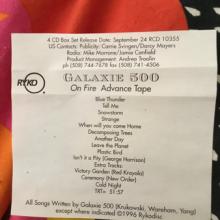 4 CD Box Set Release Date: September 24 RCD 10355
US Contacts: Publicity: Carrie Svingen/Darcy Mayers
Radio: Mike Marrone/Jamie Canfield
Product Management: Andrea Troolin
ph (508) 744-7678 fax (508) 741-4506
RYKO
GALAXIE 500
On Fire Advance Tape
Blue Thunder
Tell Me
Snowstorm
Strange
When will you come Home
Decomposing Trees
Another Day
Leave the Planet
Plastic Bird
Isn't it a Pity (George Harrison)
Extra Tracks:
Victory Garden (Red Krayola)
Ceremony (New Order)
Cold Night
TRT= 51:57
All Songs Written by Galaxie 500 (Krukowski, Wareham, Yang)
except where indicated ©1996 Rykodisc